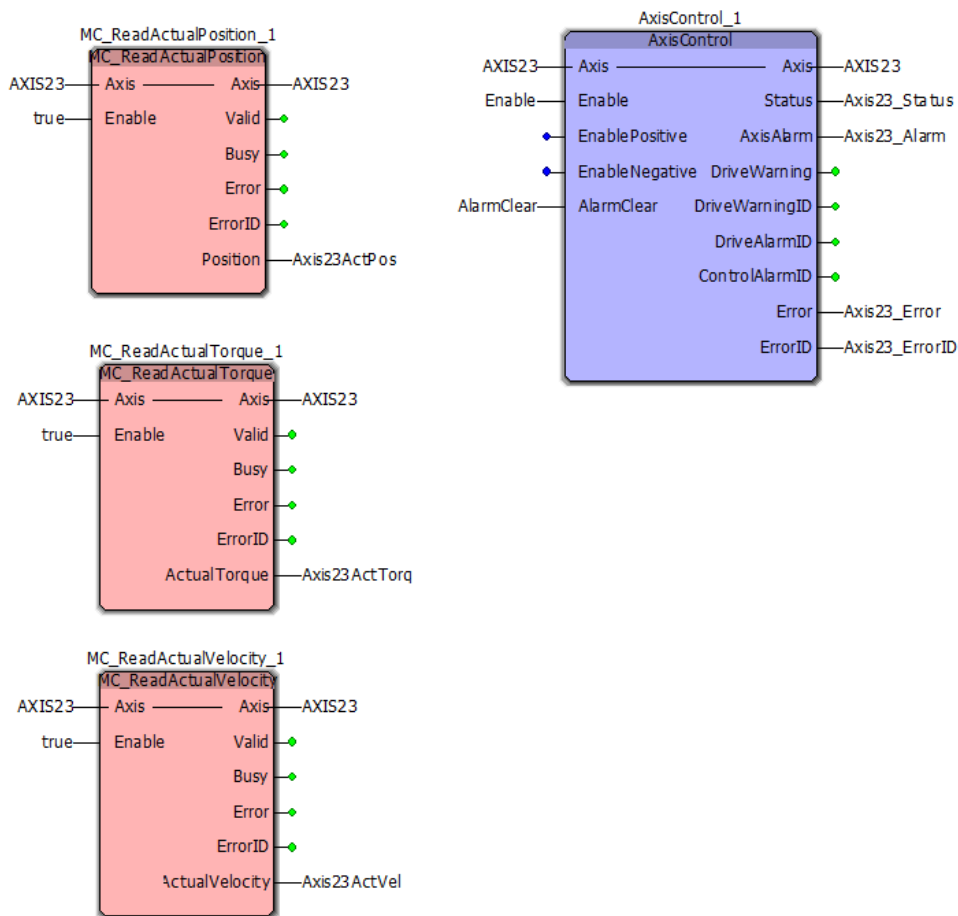 MC_ReadActualPosition_1
MC_ReadActualPosition
AXIS23 Axis Axis AXIS23
true Enable Valid
Busy
Error
ErrorID
Position Axis23ActPos
MC_ReadActualTorque_1
MC_ReadActualTorque
AXIS23 Axis Axis AXIS23
true Enable Valid
Busy
Error
ErrorID
ActualTorque Axis23ActTorq
MC_ReadActualVelocity_1
MC_ReadActualVelocity
AXIS23 Axis Axis AXIS23
true Enable Valid
Busy
Error
ErrorID
ActualVelocity Axis23ActVel
AxisControl_1
AxisControl
AXIS23 Axis Axis AXIS23
Enable Enable Status Axis23_Status
EnablePositive AxisAlarm Axis23_Alarm
EnableNegative DriveWarning
AlarmClear AlarmClear DriveWarningID
DriveAlarmID
ControlAlarmID
Error Axis23_Error
ErrorID Axis23_ErrorID